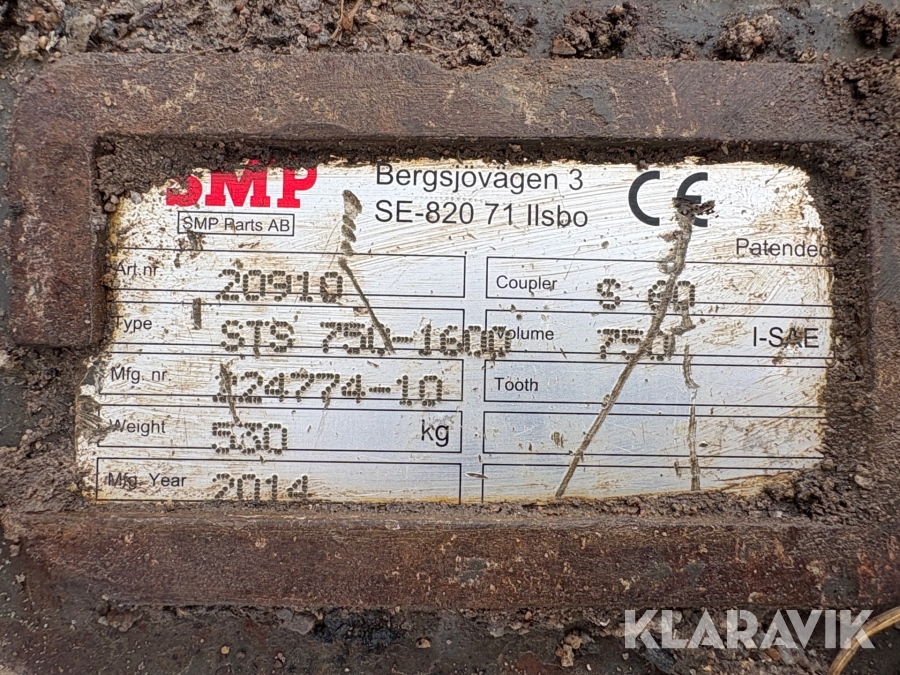 SMP
SMP Parts AB
Bergsjövägen 3
SE-820 71 Ilsbo
CE
Patended
Art.nr 20910
Coupler S 60
Type STS 750-1600
Volume 750 I-SAE
Mfg. nr. 124774-10
Tooth
Weight 530 kg
Mfg. Year 2014
KLARAVIK